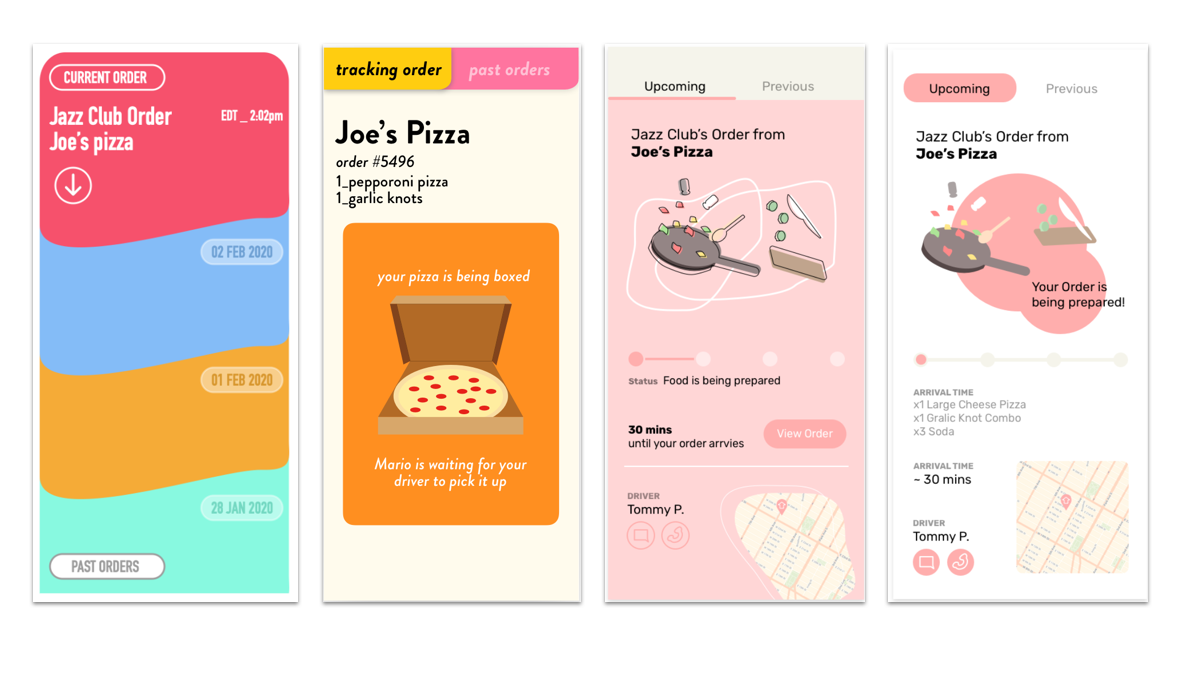 CURRENT ORDER
Jazz Club Order
Joe's pizza
EDT _ 2:02pm
02 FEB 2020
01 FEB 2020
28 JAN 2020
PAST ORDERS
tracking order
past orders
Joe's Pizza
order #5496
1_pepporoni pizza
1_garlic knots
your pizza is being boxed
Mario is waiting for your
driver to pick it up
Upcoming
Previous
Jazz Club's Order from
Joe's Pizza
Status Food is being prepared
30 mins
until your order arrvies
View Order
DRIVER
Tommy P.
Upcoming
Previous
Jazz Club's Order from
Joe's Pizza
Your Order is
being prepared!
ARRIVAL TIME
x1 Large Cheese Pizza
x1 Gralic Knot Combo
x3 Soda
ARRIVAL TIME
~ 30 mins
DRIVER
Tommy P.